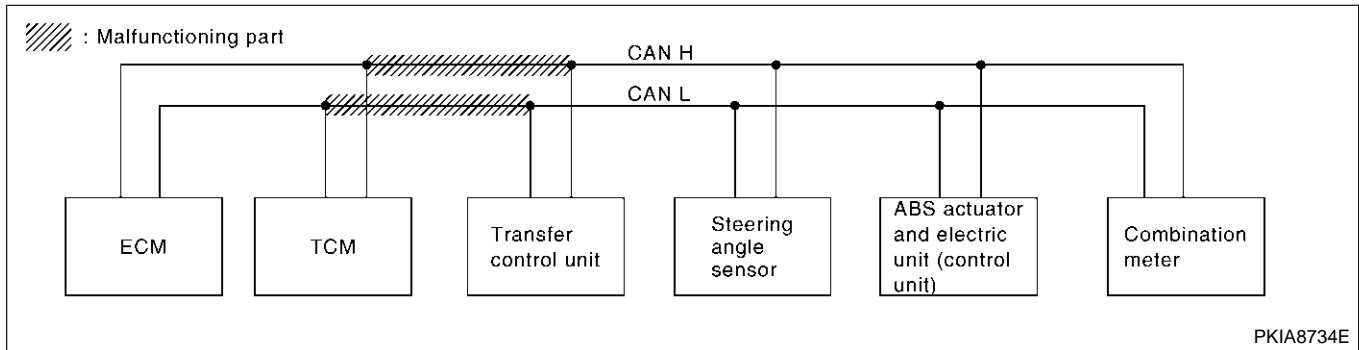 : Malfunctioning part
CAN H
CAN L
ECM
TCM
Transfer
control unit
Steering
angle
sensor
ABS actuator
and electric
unit (control
unit)
Combination
meter
PKIA8734E